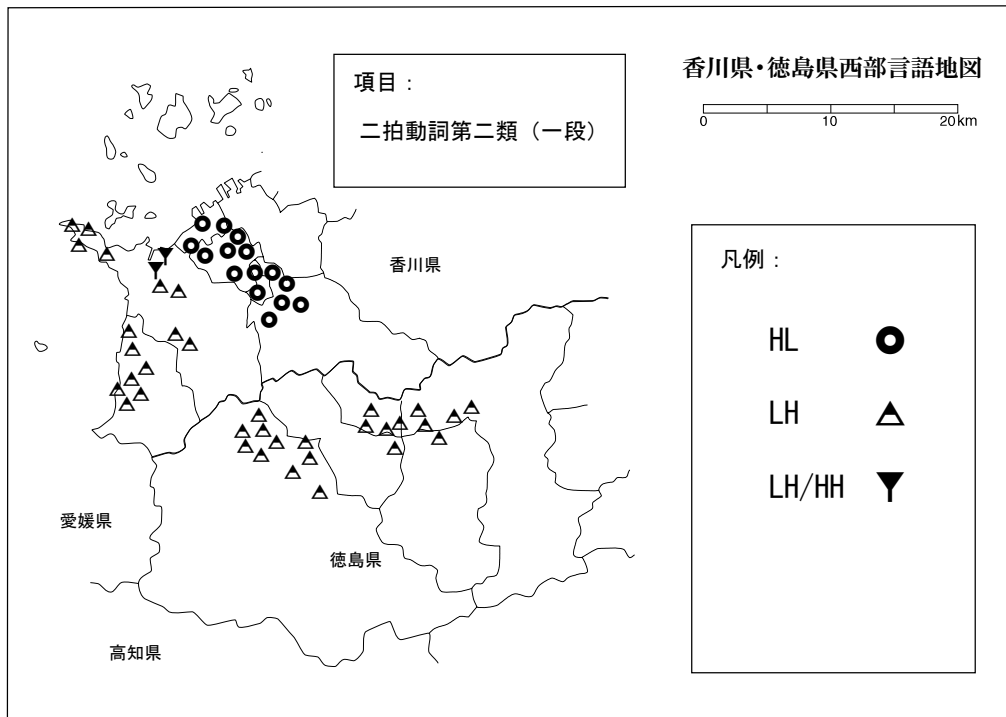 香川県・徳島県西部言語地図
0 10 20km
項目：
二拍動詞第二類（一段）
凡例：
HL
LH
LH/HH
香川県
愛媛県
徳島県
高知県